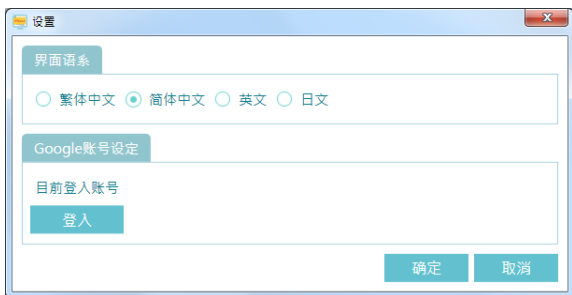 设置
界面语系
繁体中文 简体中文 英文 日文
Google账号设定
目前登入账号
登入
确定 取消